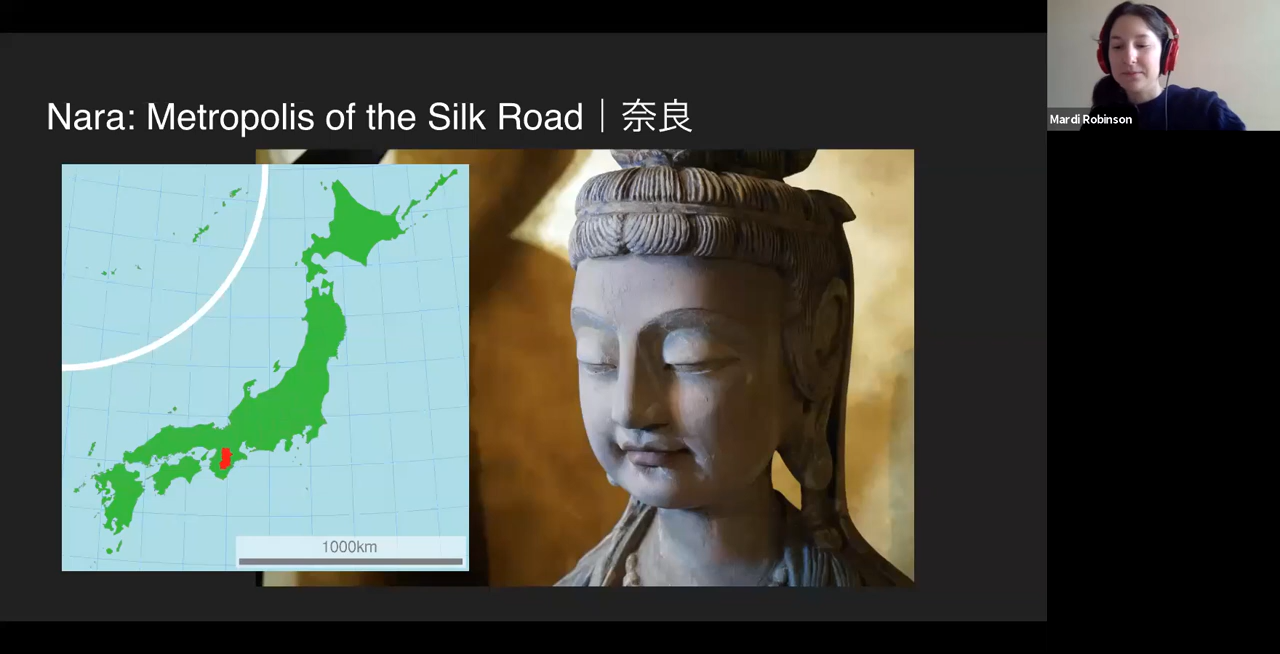 Nara: Metropolis of the Silk Road｜奈良
Mardi Robinson
1000km